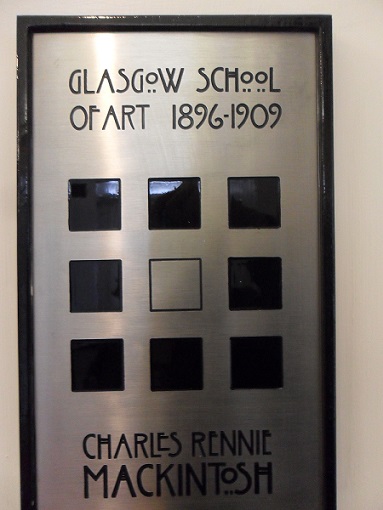 GLASGOW SCHOOL
OF ART 1896-1909
CHARLES RENNIE
MACKINTOSH